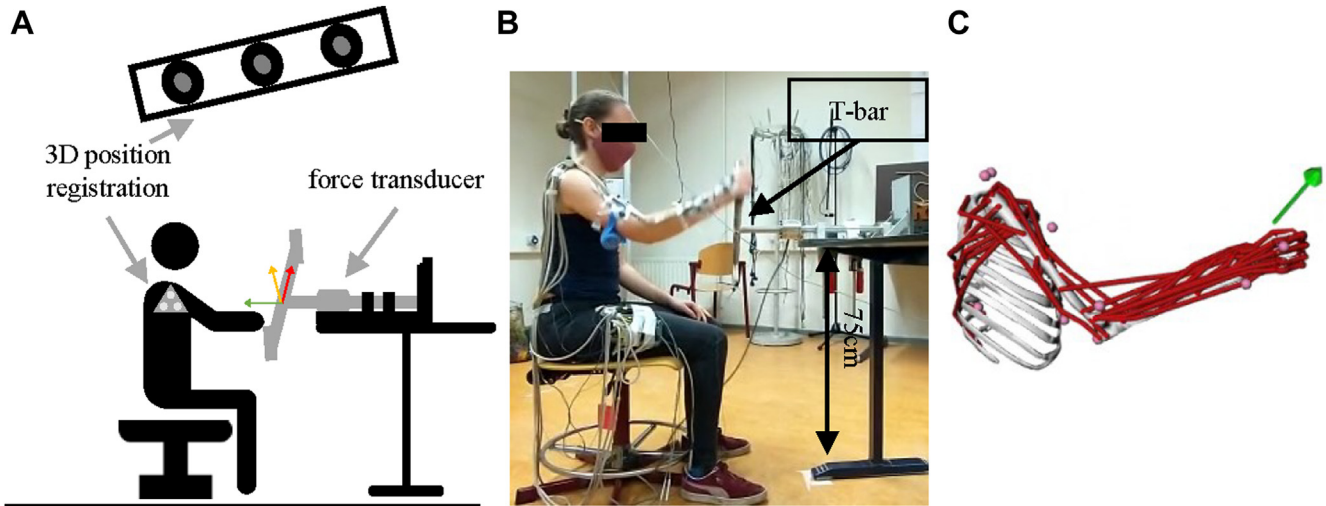 A
3D position
registration
force transducer
B
T-bar
75cm
C